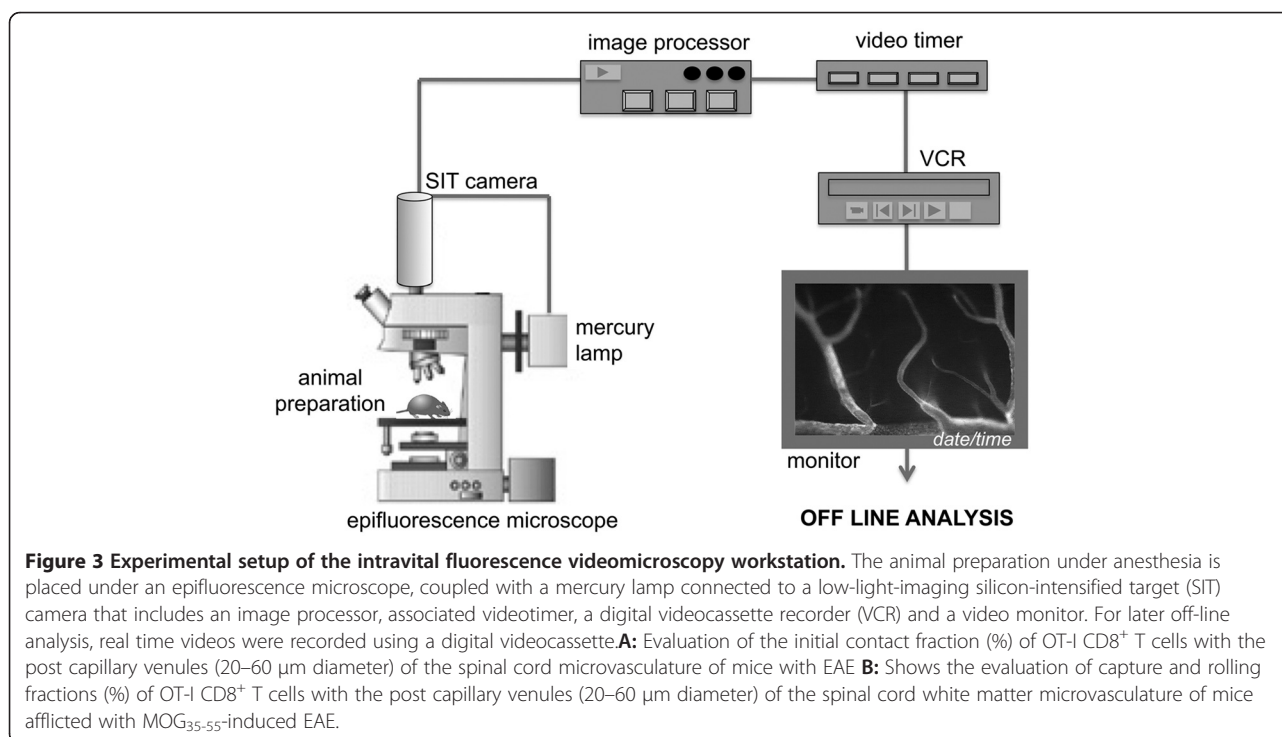 image processor
video timer
VCR
SIT camera
mercury
lamp
animal
preparation
date/time
monitor
epifluorescence microscope
OFF LINE ANALYSIS
Figure 3 Experimental setup of the intravital fluorescence videomicroscopy workstation. The animal preparation under anesthesia is
placed under an epifluorescence microscope, coupled with a mercury lamp connected to a low-light-imaging silicon-intensified target (SIT)
camera that includes an image processor, associated videotimer, a digital videocassette recorder (VCR) and a video monitor. For later off-line
analysis, real time videos were recorded using a digital videocassette.A: Evaluation of the initial contact fraction (%) of OT-I CD8⁺ T cells with the
post capillary venules (20–60 μm diameter) of the spinal cord microvasculature of mice with EAE B: Shows the evaluation of capture and rolling
fractions (%) of OT-I CD8⁺ T cells with the post capillary venules (20–60 μm diameter) of the spinal cord white matter microvasculature of mice
afflicted with MOG₃₅₋₅₅-induced EAE.